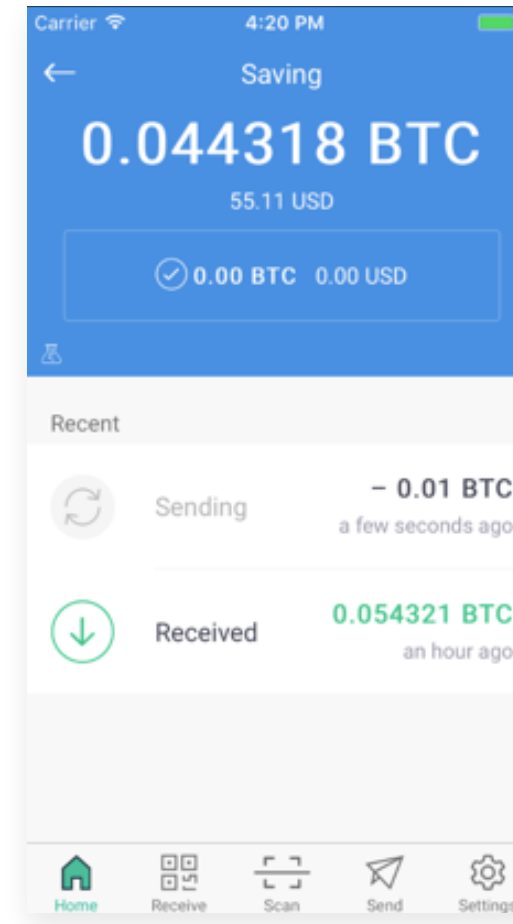 Carrier 4:20 PM
Saving
0.044318 BTC
55.11 USD
0.00 BTC 0.00 USD
Recent
Sending
– 0.01 BTC
a few seconds ago
Received
0.054321 BTC
an hour ago
Home Receive Scan Send Settings